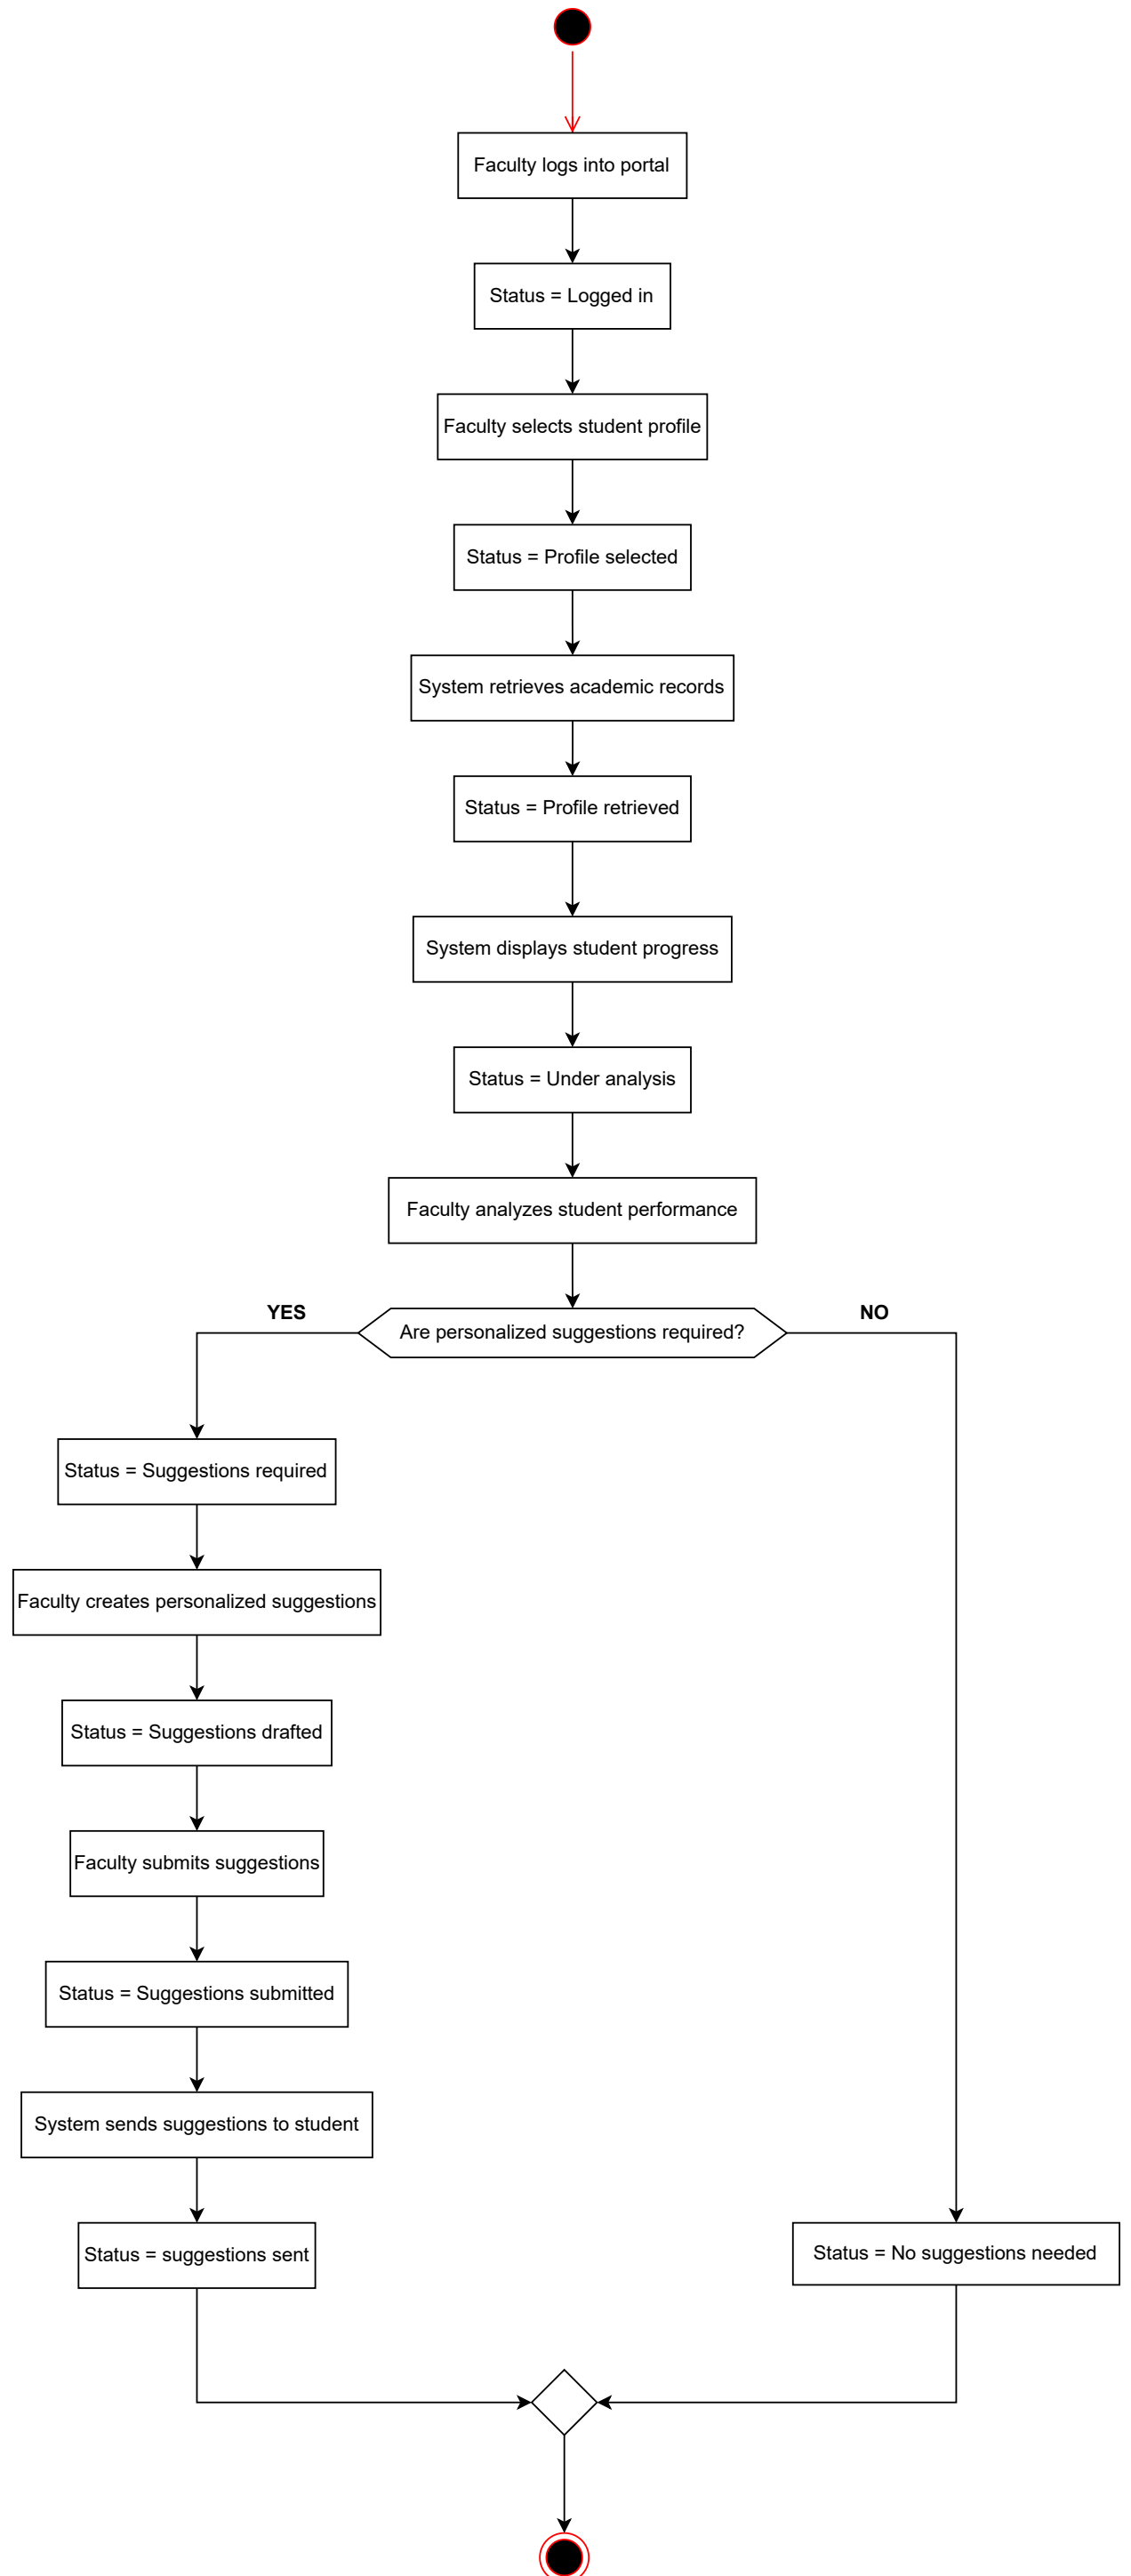 Faculty logs into portal
Status = Logged in
Faculty selects student profile
Status = Profile selected
System retrieves academic records
Status = Profile retrieved
System displays student progress
Status = Under analysis
Faculty analyzes student performance
YES
Are personalized suggestions required?
NO
Status = Suggestions required
Faculty creates personalized suggestions
Status = Suggestions drafted
Faculty submits suggestions
Status = Suggestions submitted
System sends suggestions to student
Status = suggestions sent
Status = No suggestions needed